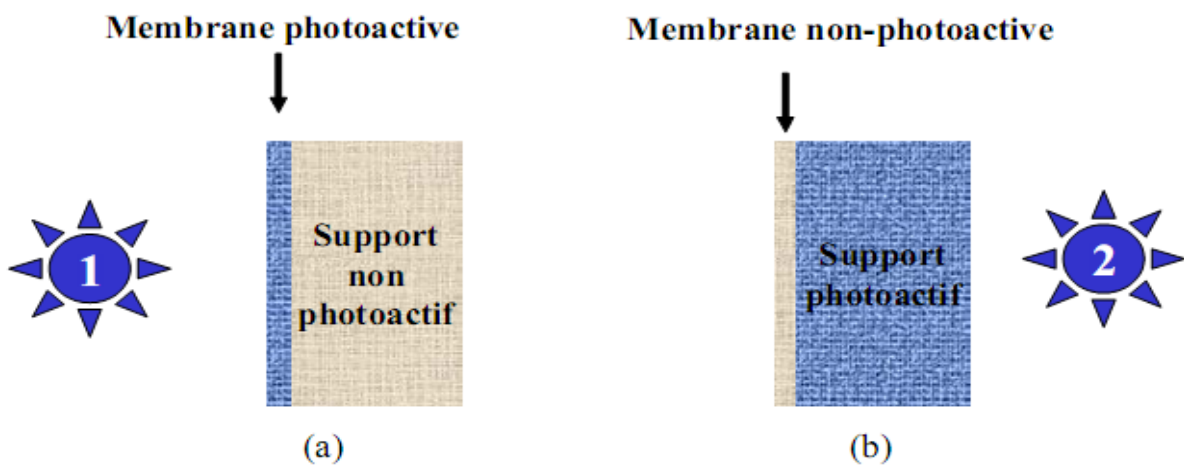 Membrane photoactive
Membrane non-photoactive
1
Support
non
photoactif
Support
photoactif
2
(a)
(b)